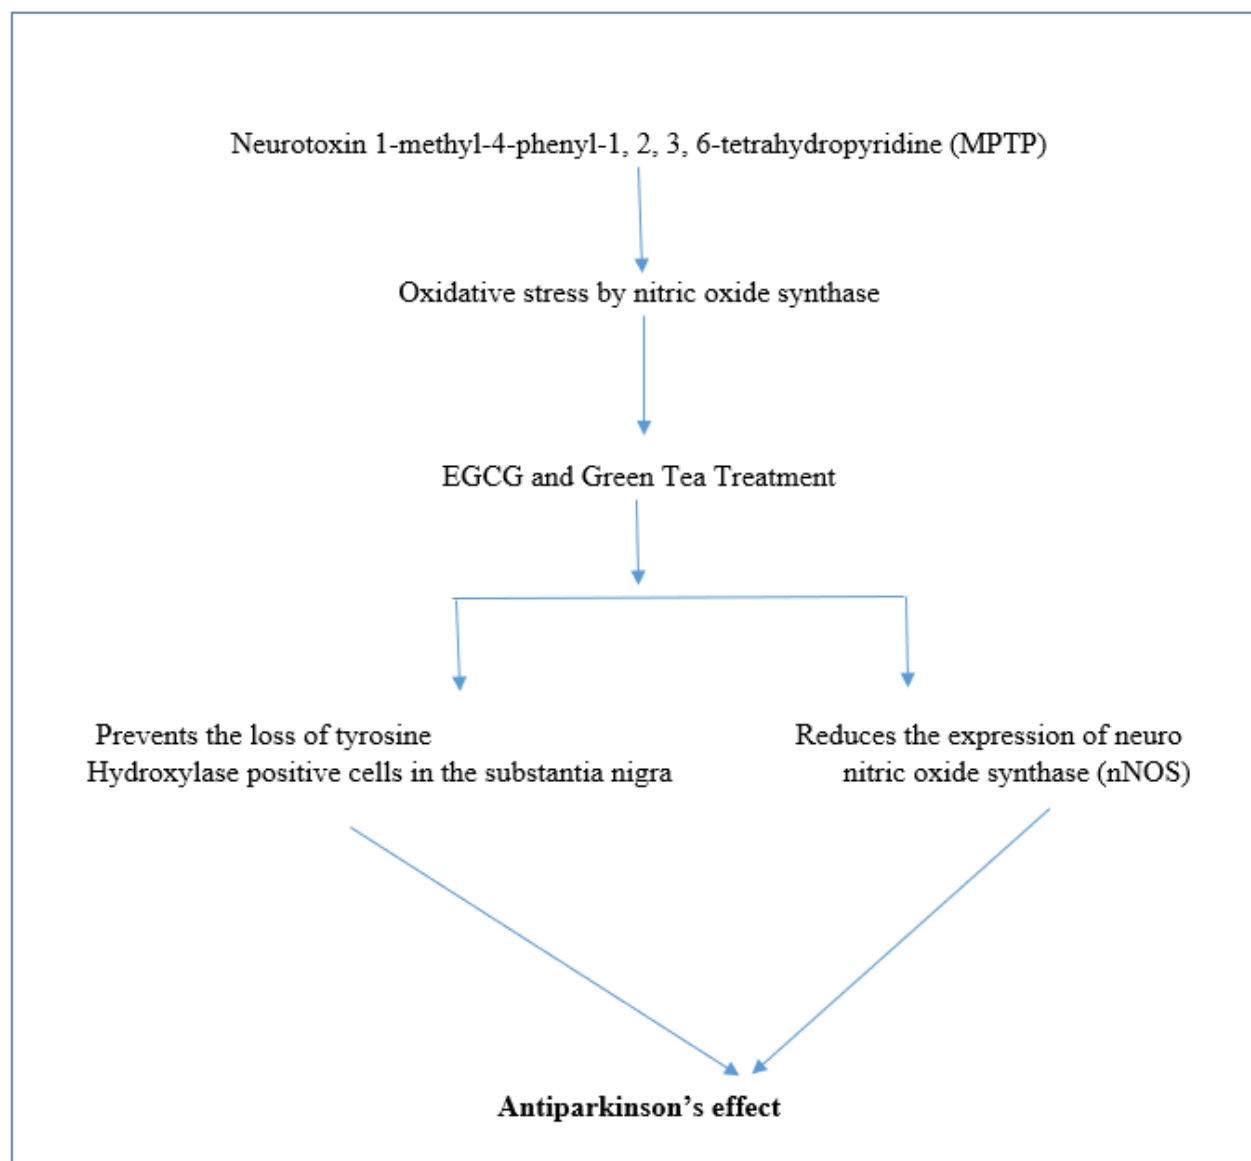 Neurotoxin 1-methyl-4-phenyl-1, 2, 3, 6-tetrahydropyridine (MPTP)
Oxidative stress by nitric oxide synthase
EGCG and Green Tea Treatment
Prevents the loss of tyrosine
Hydroxylase positive cells in the substantia nigra
Reduces the expression of neuro
nitric oxide synthase (nNOS)
Antiparkinson’s effect